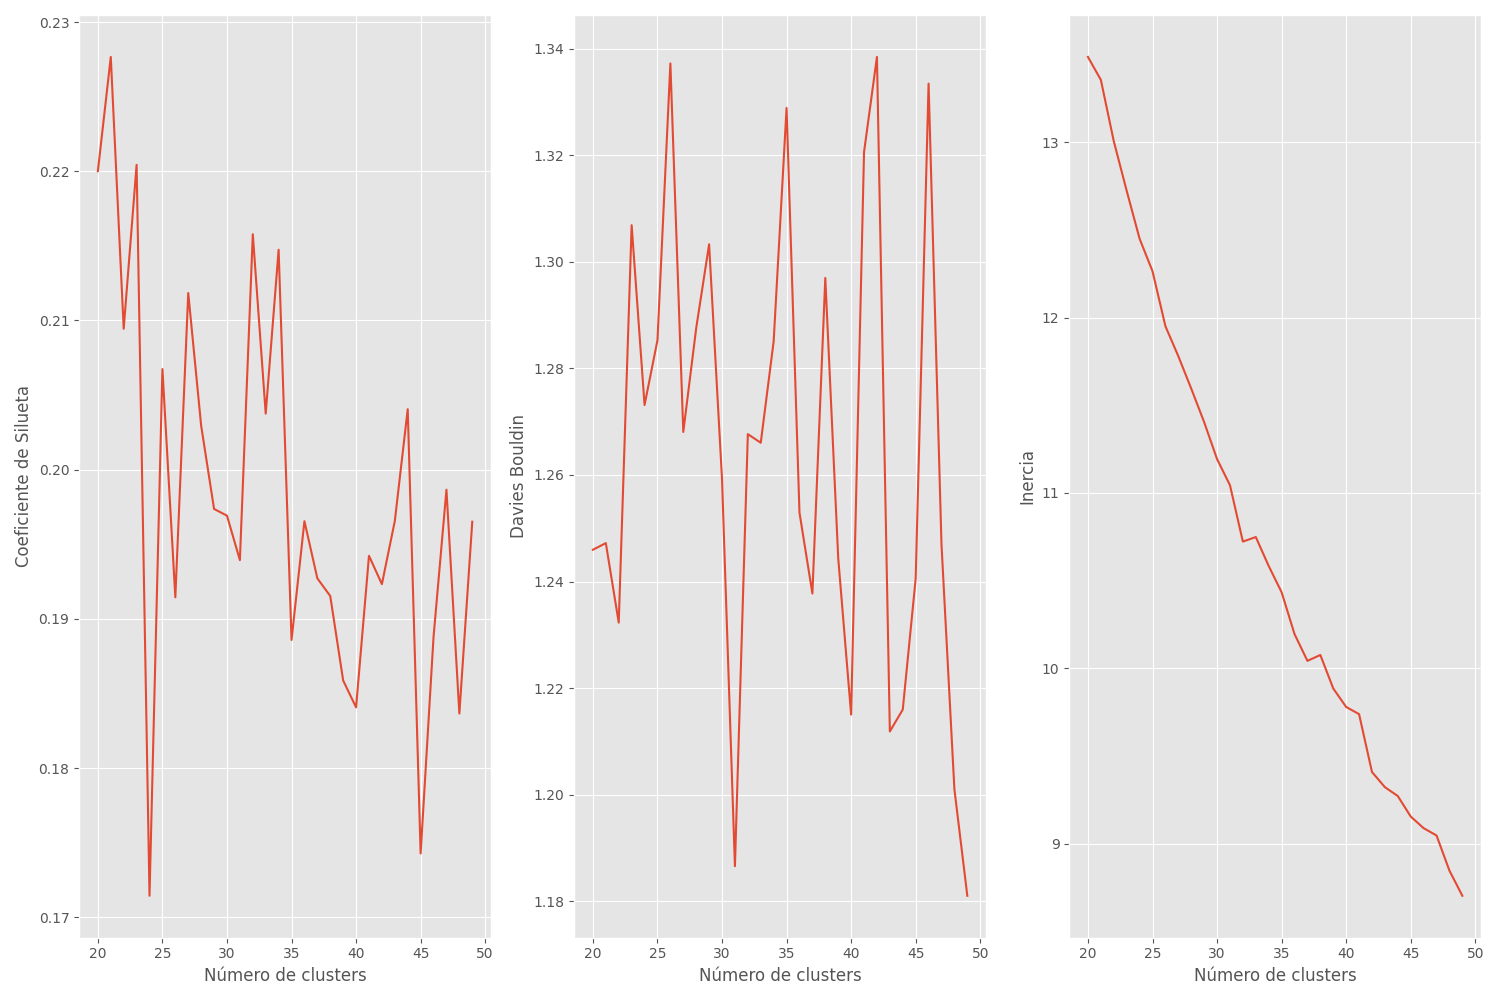 Coeficiente de Silueta
0.23
0.22
0.21
0.20
0.19
0.18
0.17
20 25 30 35 40 45 50
Número de clusters
Davies Bouldin
1.34
1.32
1.30
1.28
1.26
1.24
1.22
1.20
1.18
20 25 30 35 40 45 50
Número de clusters
Inercia
13
12
11
10
9
20 25 30 35 40 45 50
Número de clusters